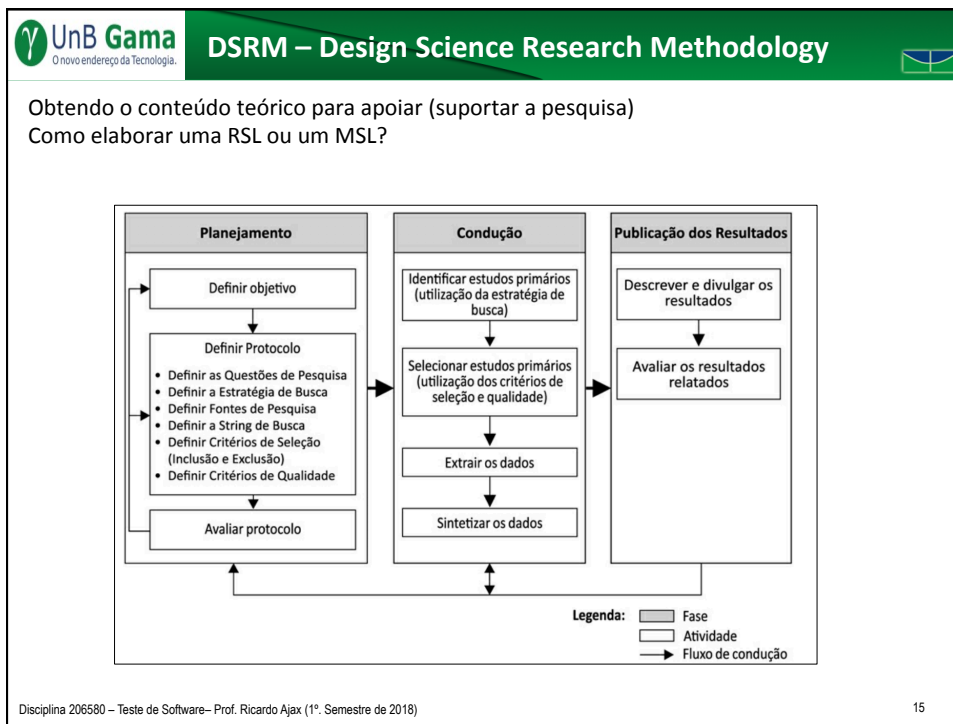 UnB Gama
O novo endereço da Tecnologia.
DSRM – Design Science Research Methodology
Obtendo o conteúdo teórico para apoiar (suportar a pesquisa)
Como elaborar uma RSL ou um MSL?
Planejamento
Definir objetivo
Definir Protocolo
• Definir as Questões de Pesquisa
• Definir a Estratégia de Busca
• Definir Fontes de Pesquisa
• Definir a String de Busca
• Definir Critérios de Seleção
(Inclusão e Exclusão)
• Definir Critérios de Qualidade
Avaliar protocolo
Condução
Identificar estudos primários
(utilização da estratégia de
busca)
Selecionar estudos primários
(utilização dos critérios de
seleção e qualidade)
Extrair os dados
Sintetizar os dados
Publicação dos Resultados
Descrever e divulgar os
resultados
Avaliar os resultados
relatados
Legenda:
Fase
Atividade
Fluxo de condução
Disciplina 206580 – Teste de Software– Prof. Ricardo Ajax (1º. Semestre de 2018)
15